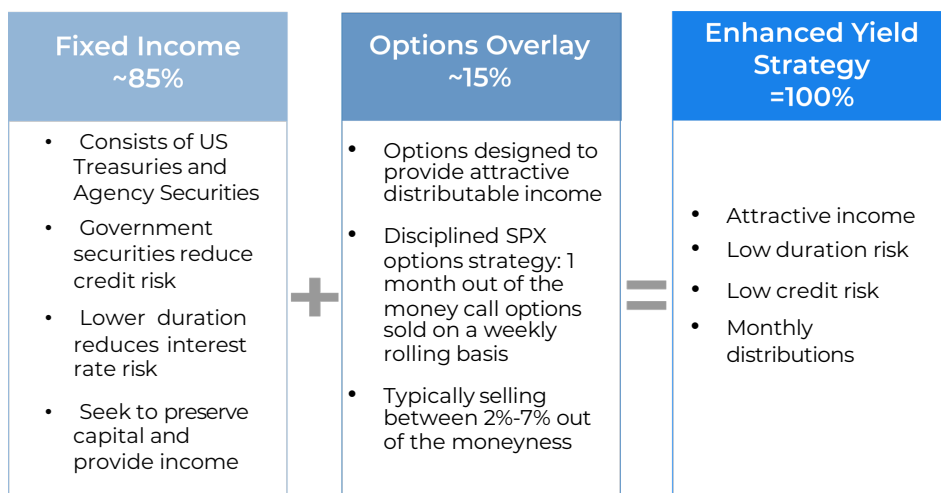 Fixed Income
~85%
• Consists of US
Treasuries and
Agency Securities
• Government
securities reduce
credit risk
• Lower duration
reduces interest
rate risk
• Seek to preserve
capital and
provide income
+
Options Overlay
~15%
• Options designed to
provide attractive
distributable income
• Disciplined SPX
options strategy: 1
month out of the
money call options
sold on a weekly
rolling basis
• Typically selling
between 2%-7% out
of the moneyness
=
Enhanced Yield
Strategy
=100%
• Attractive income
• Low duration risk
• Low credit risk
• Monthly
distributions